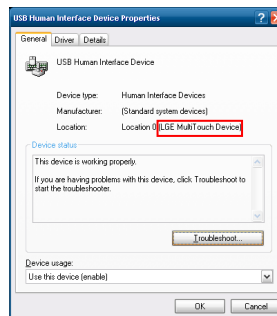 USB Human Interface Device Properties
General Driver Details
USB Human Interface Device
Device type: Human Interface Devices
Manufacturer: (Standard system devices)
Location: Location 0 (LGE MultiTouch Device)
Device status
This device is working properly.
If you are having problems with this device, click Troubleshoot to
start the troubleshooter.
Troubleshoot...
Device usage:
Use this device (enable)
OK Cancel